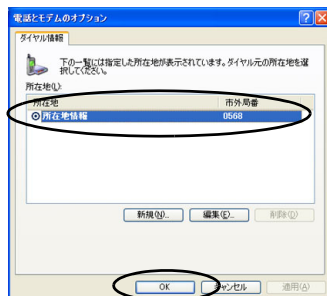 電話とモデムのオプション
ダイヤル情報
下の一覧には指定した所在地が表示されています。ダイヤル元の所在地を選
択してください。
所在地(L):
所在地 市外局番
所在地情報 0568
新規(N)... 編集(E)... 削除(D)
OK キャンセル 適用(A)